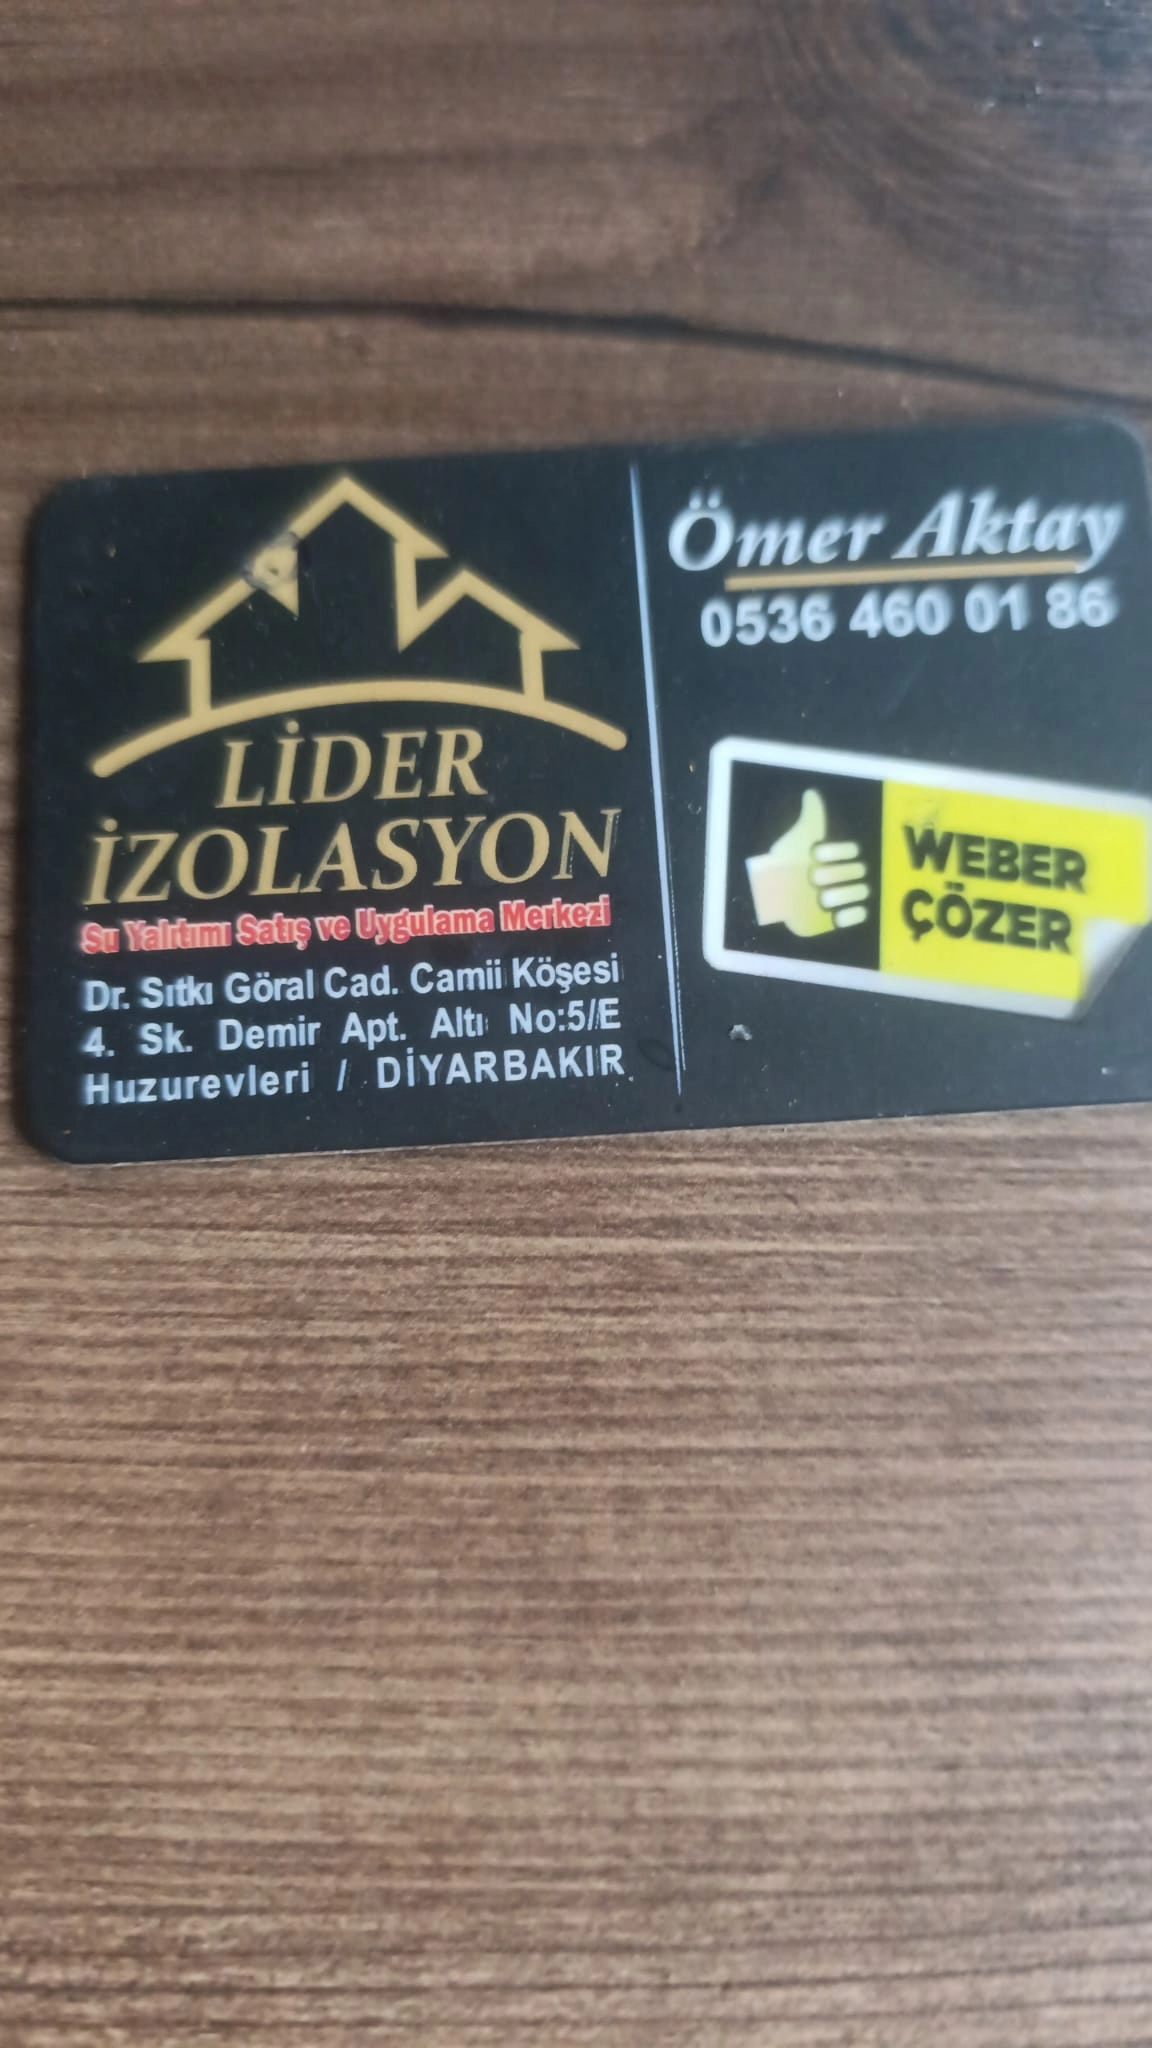 LİDER
İZOLASYON
Su Yalıtımı Satış ve Uygulama Merkezi
Dr. Sıtkı Göral Cad. Camii Köşesi
4. Sk. Demir Apt. Altı No:5/E
Huzurevleri / DİYARBAKIR
Ömer Aktay
0536 460 01 86
WEBER
ÇÖZER